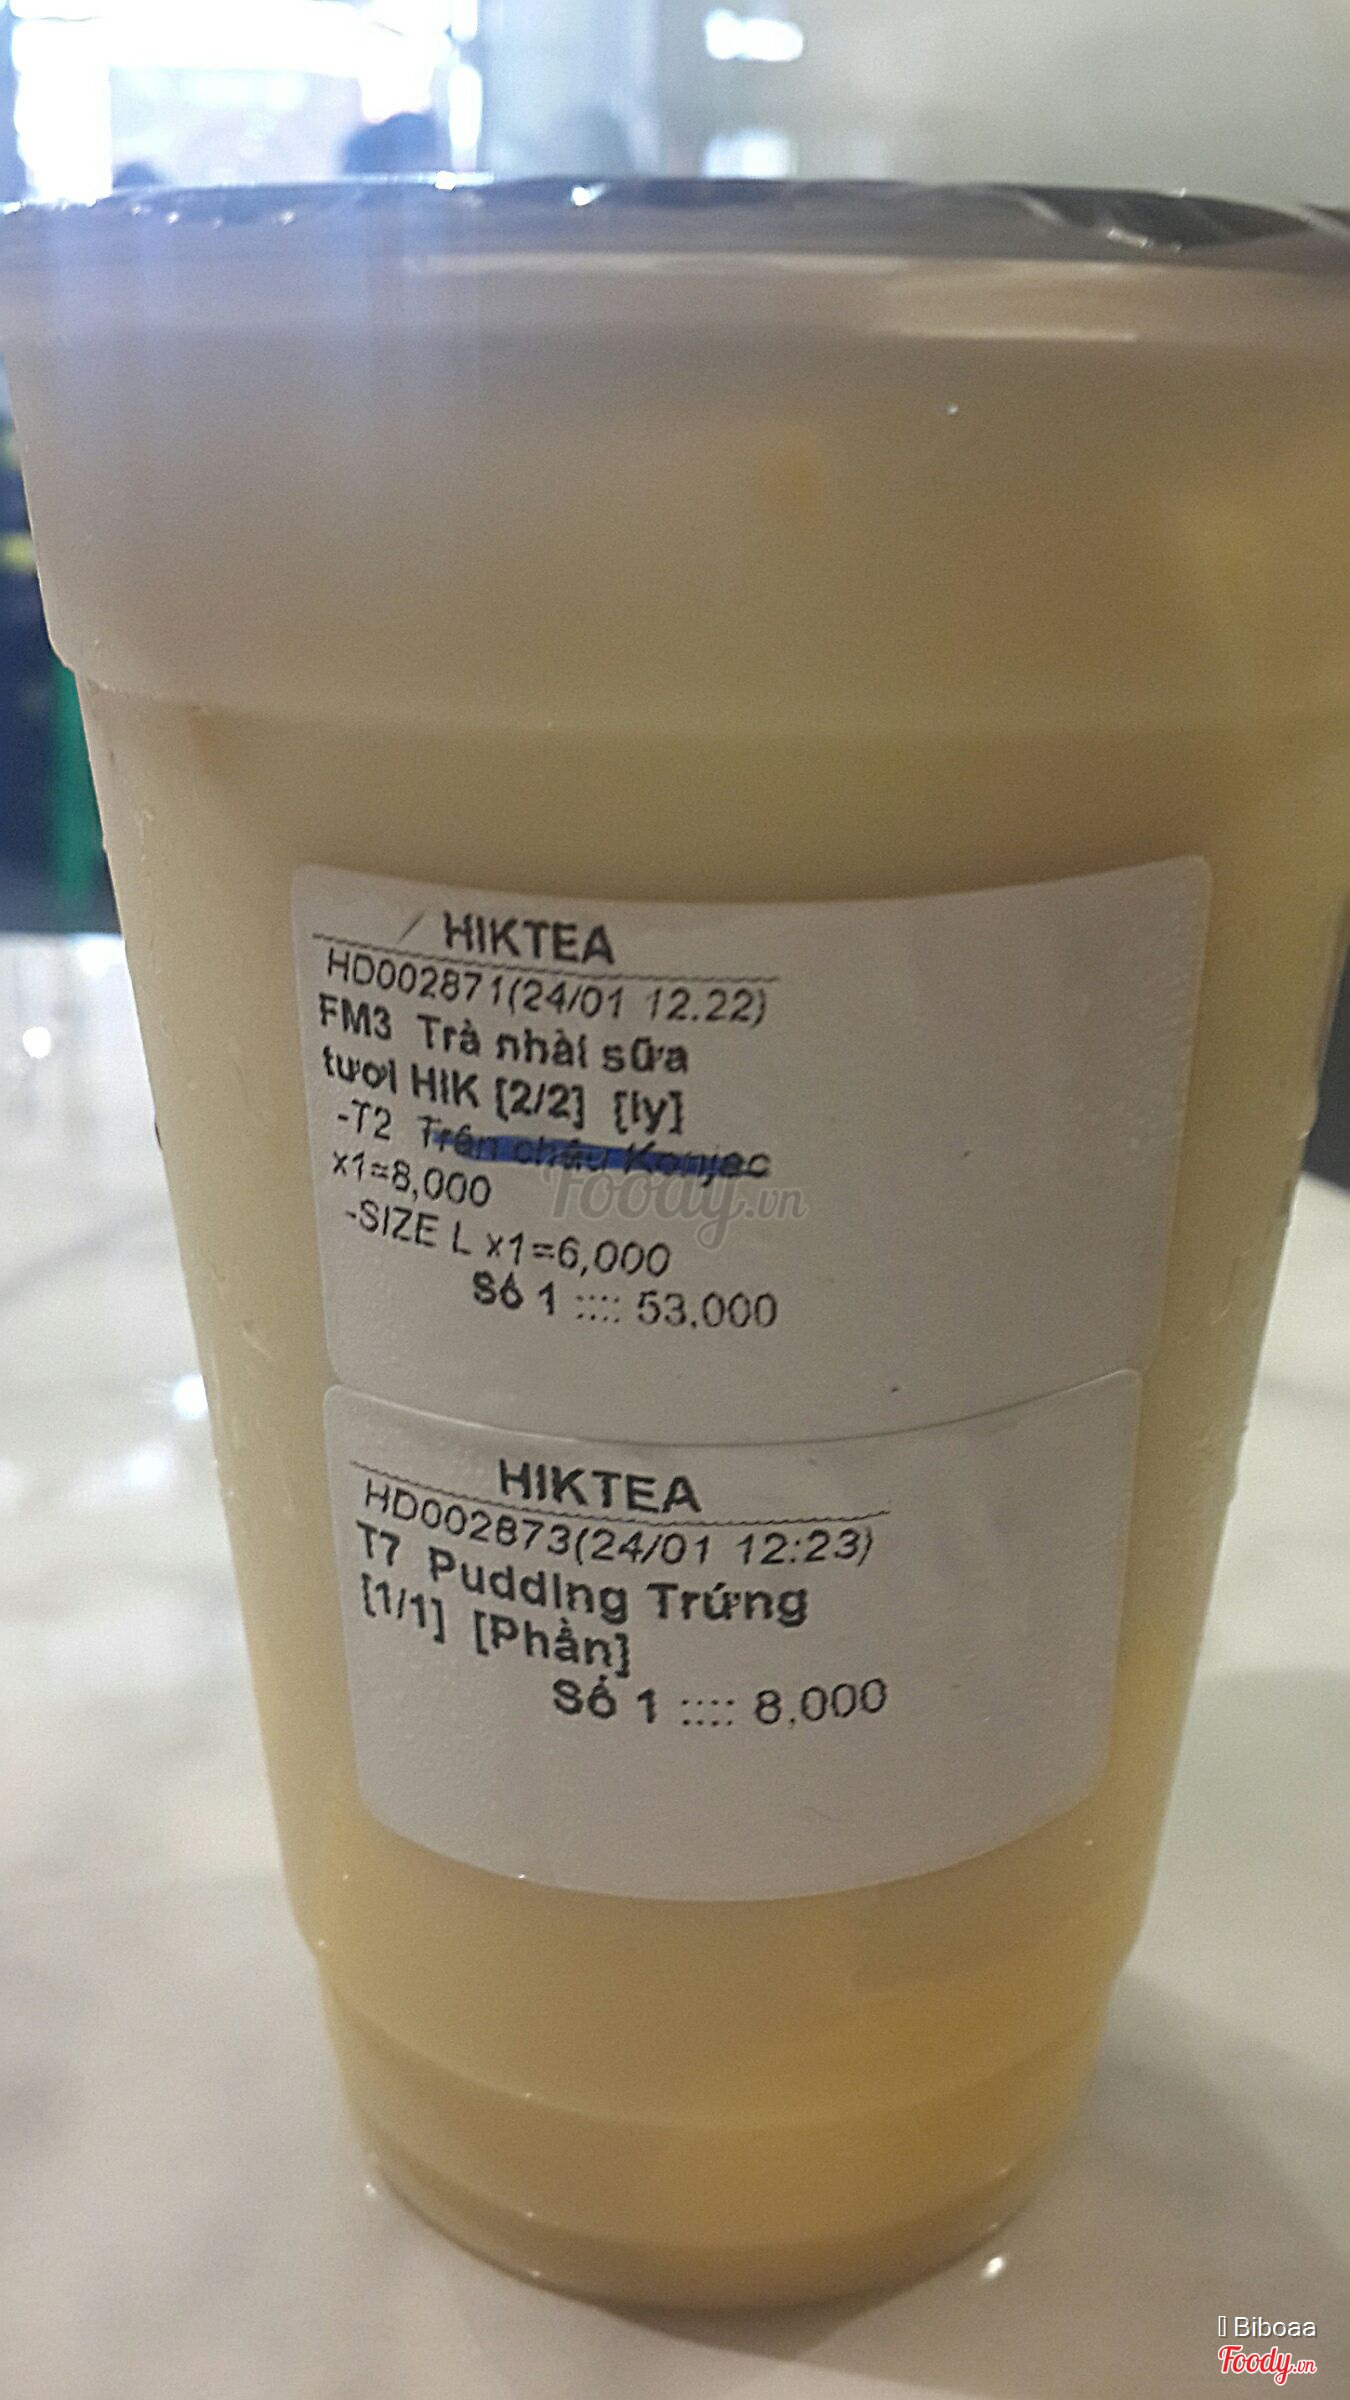 HIKTEA
HD002871(24/01 12.22)
FM3 Trà nhài sữa
tươi HIK [2/2] [ly]
-T2 Trân châu Konjac
x1=8,000
-SIZE L x1=6,000
Số 1 :::: 53,000
HIKTEA
HD002873(24/01 12:23)
T7 Pudding Trứng
[1/1] [Phần]
Số 1 :::: 8,000
Foody.vn
Biboaa
Foody.vn